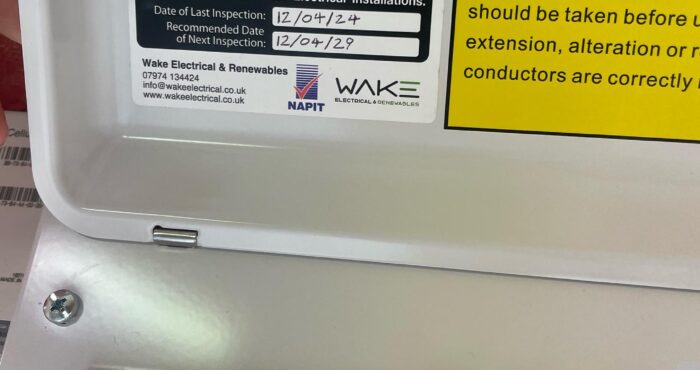 Electrical Installations.
Date of Last Inspection: 12/04/24
Recommended Date
of Next Inspection: 12/04/29
Wake Electrical & Renewables
07974 134424
info@wakeelectrical.co.uk
www.wakeelectrical.co.uk
NAPIT
WAKE
ELECTRICAL & RENEWABLES
should be taken before
extension, alteration or
conductors are correctly